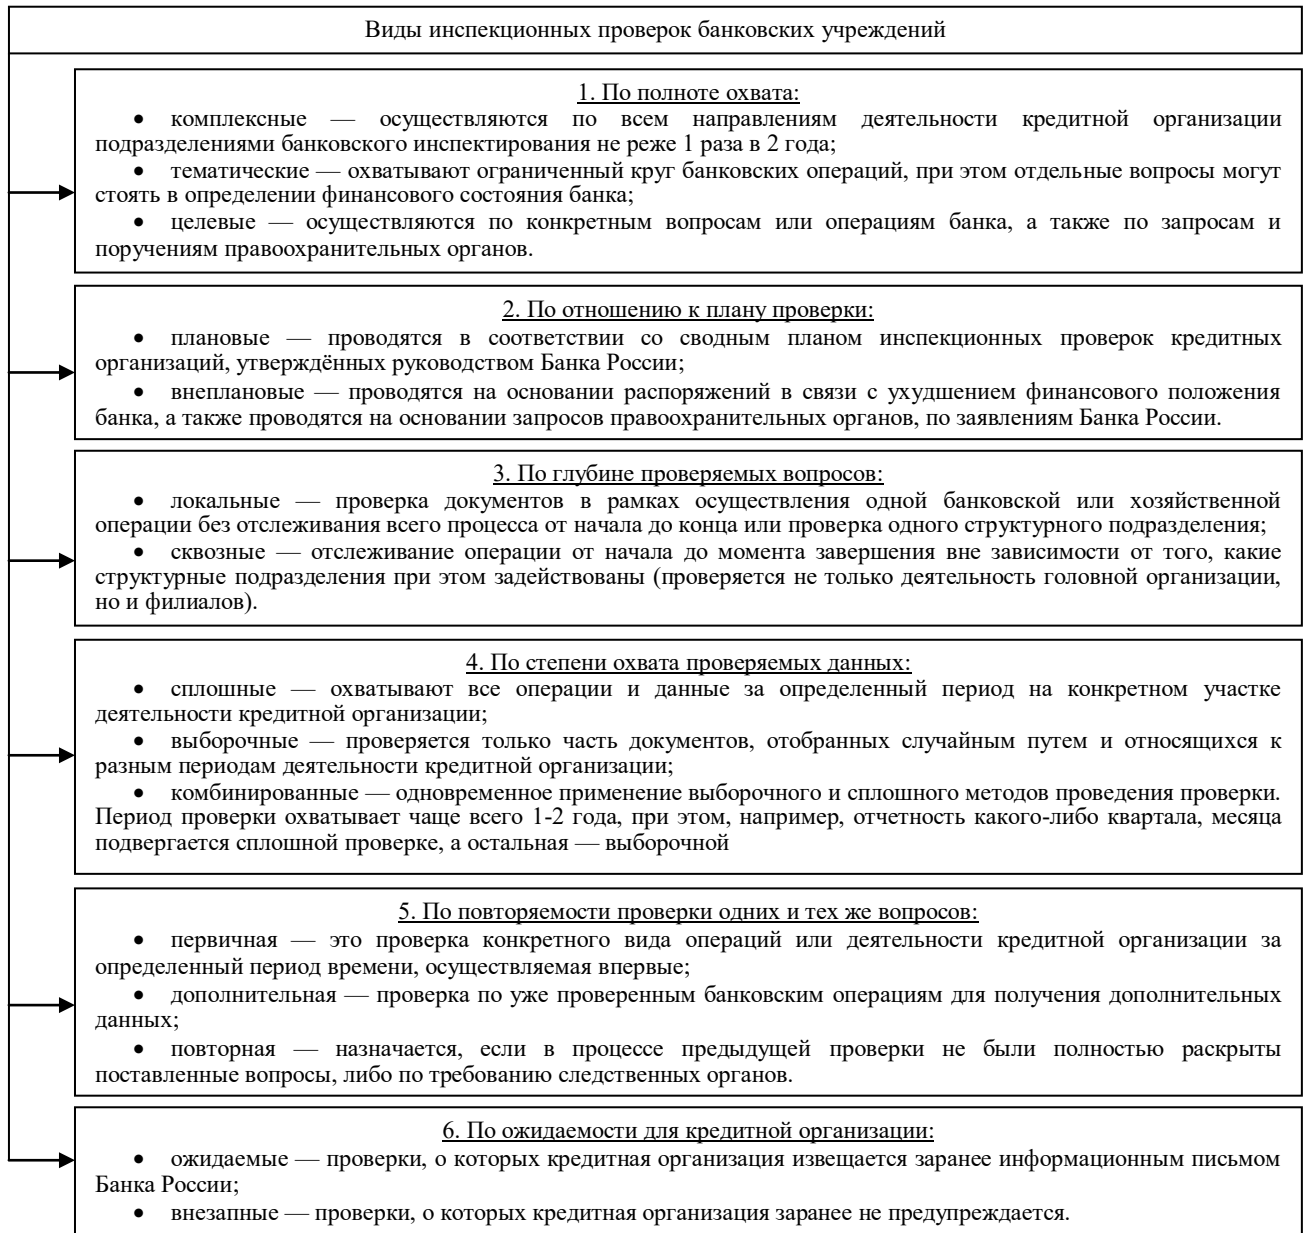 Виды инспекционных проверок банковских учреждений
1. По полноте охвата:
• комплексные — осуществляются по всем направлениям деятельности кредитной организации
подразделениями банковского инспектирования не реже 1 раза в 2 года;
• тематические — охватывают ограниченный круг банковских операций, при этом отдельные вопросы могут
стоять в определении финансового состояния банка;
• целевые — осуществляются по конкретным вопросам или операциям банка, а также по запросам и
поручениям правоохранительных органов.
2. По отношению к плану проверки:
• плановые — проводятся в соответствии со сводным планом инспекционных проверок кредитных
организаций, утверждённых руководством Банка России;
• внеплановые — проводятся на основании распоряжений в связи с ухудшением финансового положения
банка, а также проводятся на основании запросов правоохранительных органов, по заявлениям Банка России.
3. По глубине проверяемых вопросов:
• локальные — проверка документов в рамках осуществления одной банковской или хозяйственной
операции без отслеживания всего процесса от начала до конца или проверка одного структурного подразделения;
• сквозные — отслеживание операции от начала до момента завершения вне зависимости от того, какие
структурные подразделения при этом задействованы (проверяется не только деятельность головной организации,
но и филиалов).
4. По степени охвата проверяемых данных:
• сплошные — охватывают все операции и данные за определенный период на конкретном участке
деятельности кредитной организации;
• выборочные — проверяется только часть документов, отобранных случайным путем и относящихся к
разным периодам деятельности кредитной организации;
• комбинированные — одновременное применение выборочного и сплошного методов проведения проверки.
Период проверки охватывает чаще всего 1-2 года, при этом, например, отчетность какого-либо квартала, месяца
подвергается сплошной проверке, а остальная — выборочной
5. По повторяемости проверки одних и тех же вопросов:
• первичная — это проверка конкретного вида операций или деятельности кредитной организации за
определенный период времени, осуществляемая впервые;
• дополнительная — проверка по уже проверенным банковским операциям для получения дополнительных
данных;
• повторная — назначается, если в процессе предыдущей проверки не были полностью раскрыты
поставленные вопросы, либо по требованию следственных органов.
6. По ожидаемости для кредитной организации:
• ожидаемые — проверки, о которых кредитная организация извещается заранее информационным письмом
Банка России;
• внезапные — проверки, о которых кредитная организация заранее не предупреждается.